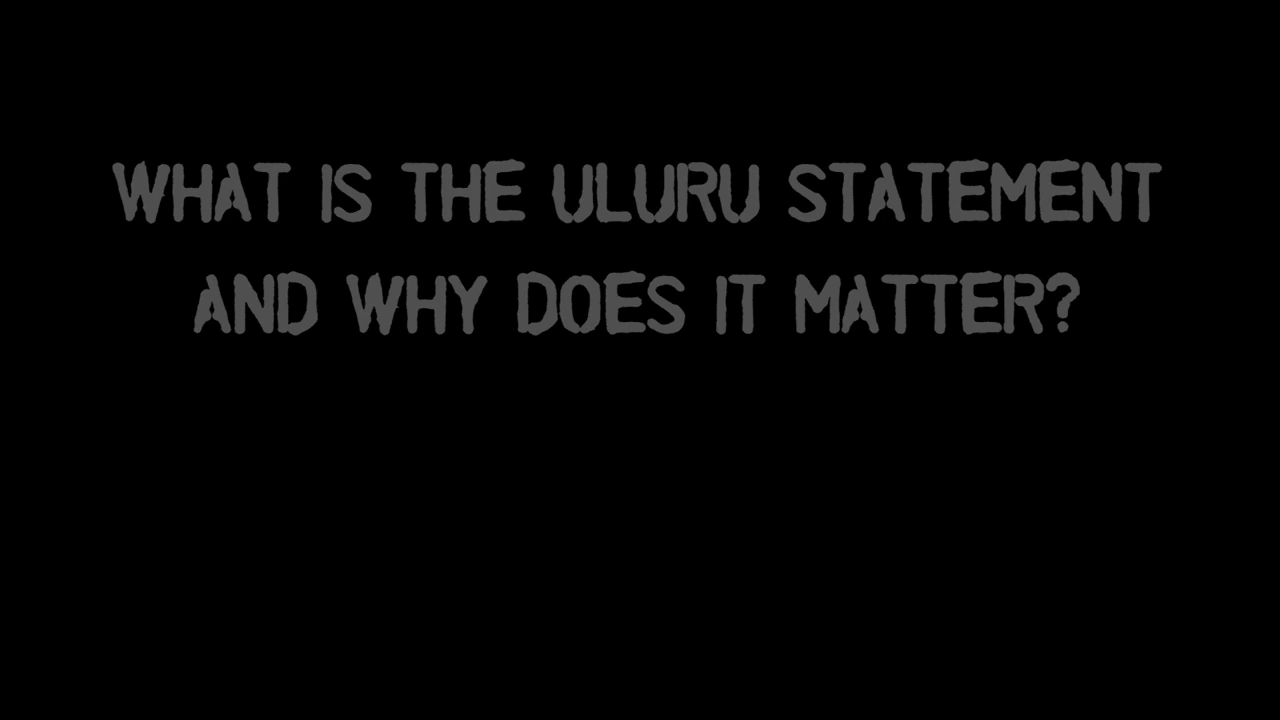 WHAT IS THE ULURU STATEMENT
AND WHY DOES IT MATTER?